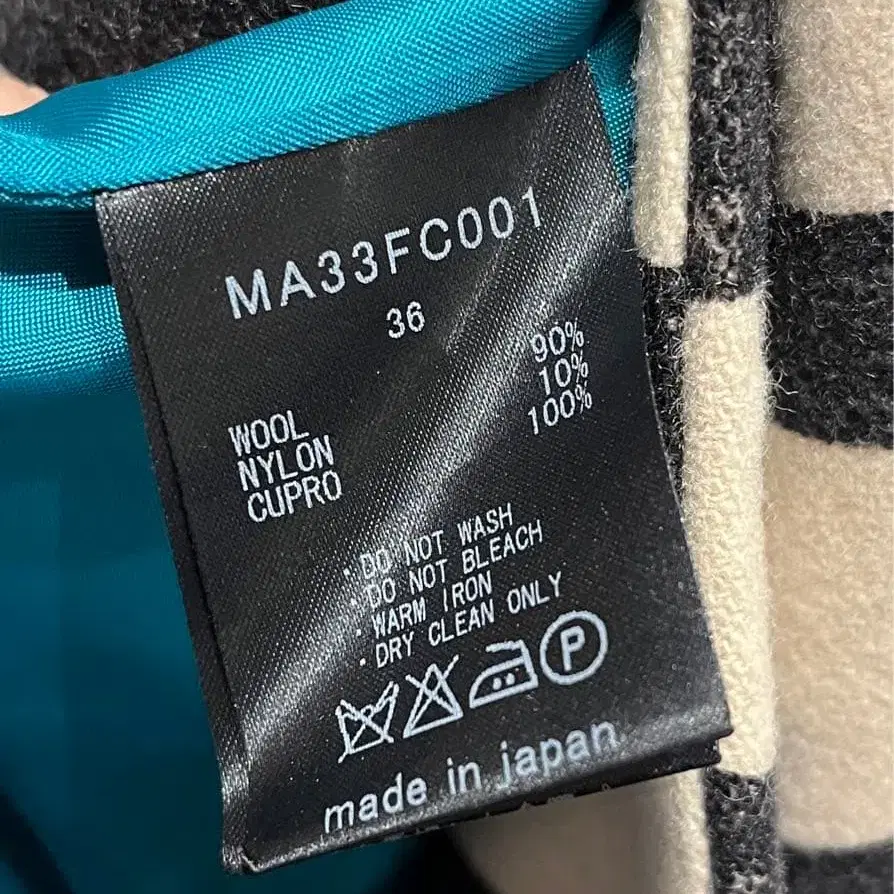 MA33FC001
36
WOOL 90%
NYLON 10%
CUPRO 100%
・DO NOT WASH
・DO NOT BLEACH
・WARM IRON
・DRY CLEAN ONLY
P
made in japan